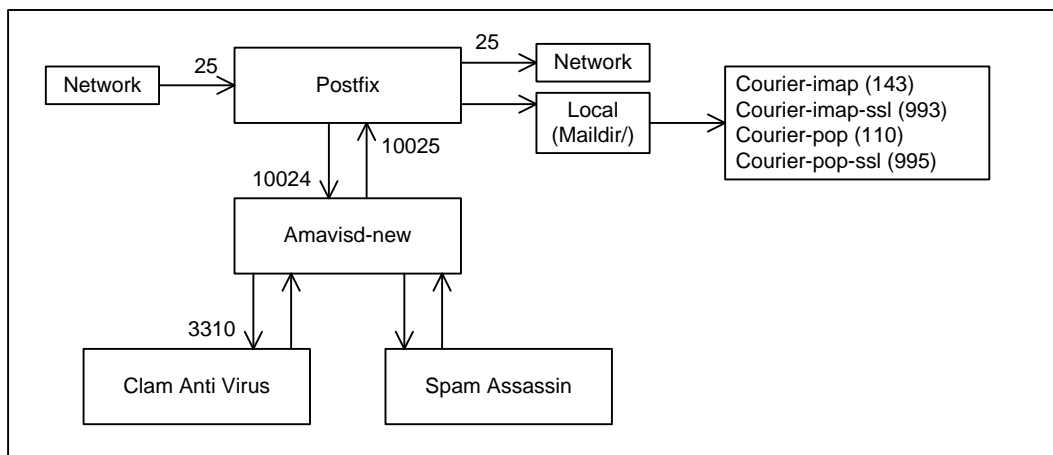 25
Network
25
Postfix
Network
Local
(Maildir/)
Courier-imap (143)
Courier-imap-ssl (993)
Courier-pop (110)
Courier-pop-ssl (995)
10025
10024
Amavisd-new
3310
Clam Anti Virus
Spam Assassin